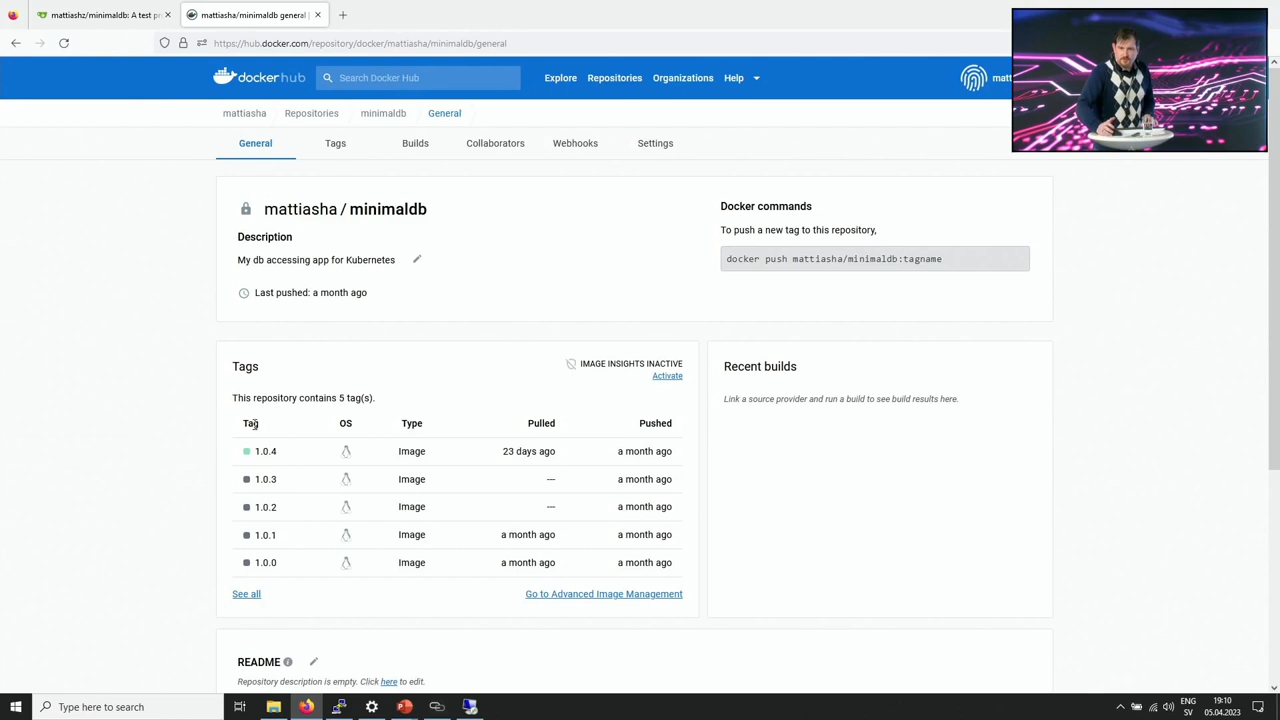 mattiashz/minimaldb: A test pr
mattiasha/minimaldb general |
https://hub.docker.com/repository/docker/mattiasha/minimaldb/general
dockerhub
Search Docker Hub
Explore
Repositories
Organizations
Help
matt
mattiasha
Repositories
minimaldb
General
General
Tags
Builds
Collaborators
Webhooks
Settings
mattiasha / minimaldb
Description
My db accessing app for Kubernetes
Last pushed: a month ago
Docker commands
To push a new tag to this repository,
docker push mattiasha/minimaldb:tagname
Tags
IMAGE INSIGHTS INACTIVE
Activate
This repository contains 5 tag(s).
Tag OS Type Pulled Pushed
1.0.4 Image 23 days ago a month ago
1.0.3 Image --- a month ago
1.0.2 Image --- a month ago
1.0.1 Image a month ago a month ago
1.0.0 Image a month ago a month ago
See all
Go to Advanced Image Management
Recent builds
Link a source provider and run a build to see build results here.
README
Repository description is empty. Click here to edit.
Type here to search
ENG
SV
19:10
05.04.2023